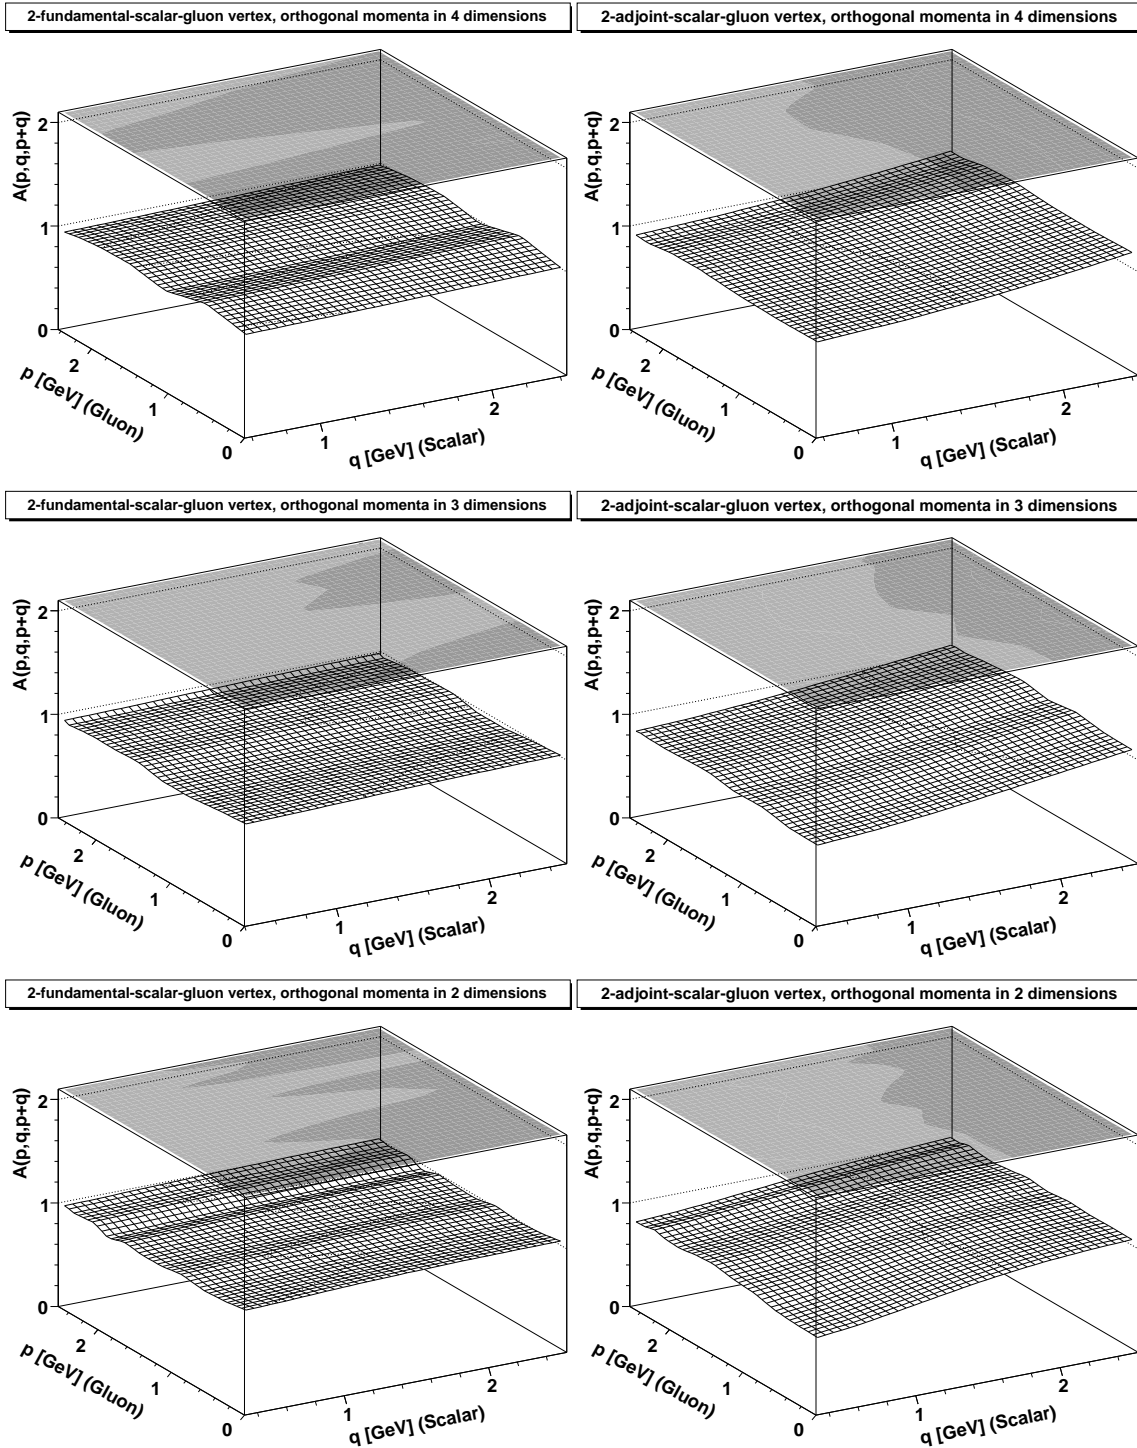 2-fundamental-scalar-gluon vertex, orthogonal momenta in 4 dimensions
A(p,q,p+q)
2
1
0
2
1
0
p [GeV] (Gluon)
1
2
q [GeV] (Scalar)
2-adjoint-scalar-gluon vertex, orthogonal momenta in 4 dimensions
A(p,q,p+q)
2
1
0
2
1
0
p [GeV] (Gluon)
1
2
q [GeV] (Scalar)
2-fundamental-scalar-gluon vertex, orthogonal momenta in 3 dimensions
A(p,q,p+q)
2
1
0
2
1
0
p [GeV] (Gluon)
1
2
q [GeV] (Scalar)
2-adjoint-scalar-gluon vertex, orthogonal momenta in 3 dimensions
A(p,q,p+q)
2
1
0
2
1
0
p [GeV] (Gluon)
1
2
q [GeV] (Scalar)
2-fundamental-scalar-gluon vertex, orthogonal momenta in 2 dimensions
A(p,q,p+q)
2
1
0
2
1
0
p [GeV] (Gluon)
1
2
q [GeV] (Scalar)
2-adjoint-scalar-gluon vertex, orthogonal momenta in 2 dimensions
A(p,q,p+q)
2
1
0
2
1
0
p [GeV] (Gluon)
1
2
q [GeV] (Scalar)